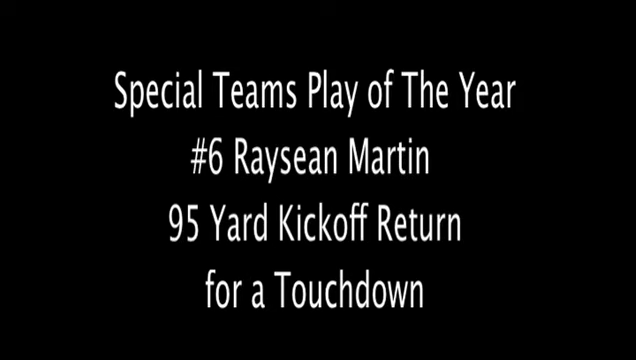 Special Teams Play of The Year
#6 Raysean Martin
95 Yard Kickoff Return
for a Touchdown